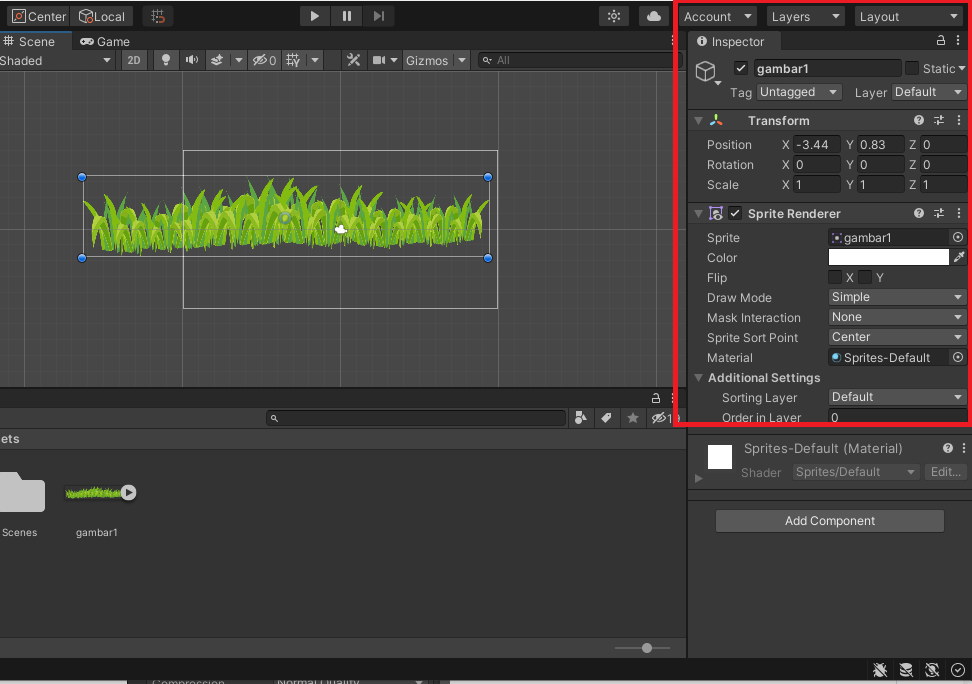 Center Local Account Layers Layout
Scene Game Inspector
Shaded 2D 0 Gizmos All
gambar1 Static
Tag Untagged Layer Default
Transform
Position X -3.44 Y 0.83 Z 0
Rotation X 0 Y 0 Z 0
Scale X 1 Y 1 Z 1
Sprite Renderer
Sprite gambar1
Color
Flip X Y
Draw Mode Simple
Mask Interaction None
Sprite Sort Point Center
Material Sprites-Default
Additional Settings
Sorting Layer Default
Order in Layer 0
ets
Sprites-Default (Material)
Shader Sprites/Default Edit...
Add Component
Scenes gambar1
Compression Normal Quality